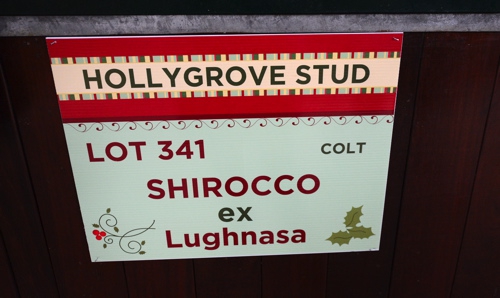 HOLLYGROVE STUD
LOT 341 COLT
SHIROCCO
ex
Lughnasa